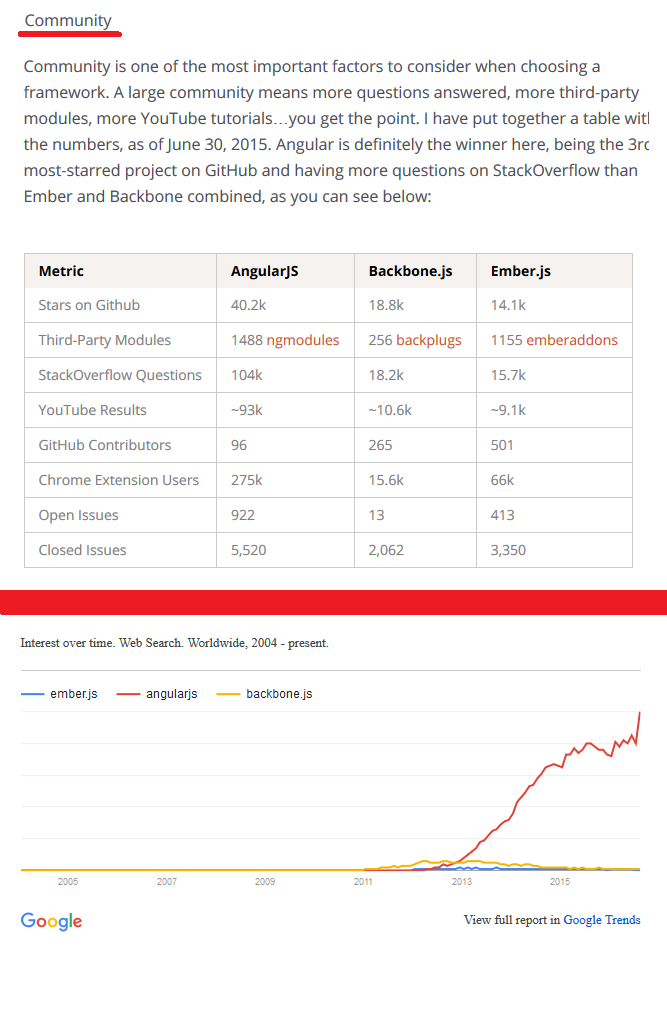 Community
Community is one of the most important factors to consider when choosing a
framework. A large community means more questions answered, more third-party
modules, more YouTube tutorials…you get the point. I have put together a table with
the numbers, as of June 30, 2015. Angular is definitely the winner here, being the 3rd
most-starred project on GitHub and having more questions on StackOverflow than
Ember and Backbone combined, as you can see below:
Metric AngularJS Backbone.js Ember.js
Stars on Github 40.2k 18.8k 14.1k
Third-Party Modules 1488 ngmodules 256 backplugs 1155 emberaddons
StackOverflow Questions 104k 18.2k 15.7k
YouTube Results ~93k ~10.6k ~9.1k
GitHub Contributors 96 265 501
Chrome Extension Users 275k 15.6k 66k
Open Issues 922 13 413
Closed Issues 5,520 2,062 3,350
Interest over time. Web Search. Worldwide, 2004 - present.
ember.js angularjs backbone.js
2005 2007 2009 2011 2013 2015
Google View full report in Google Trends